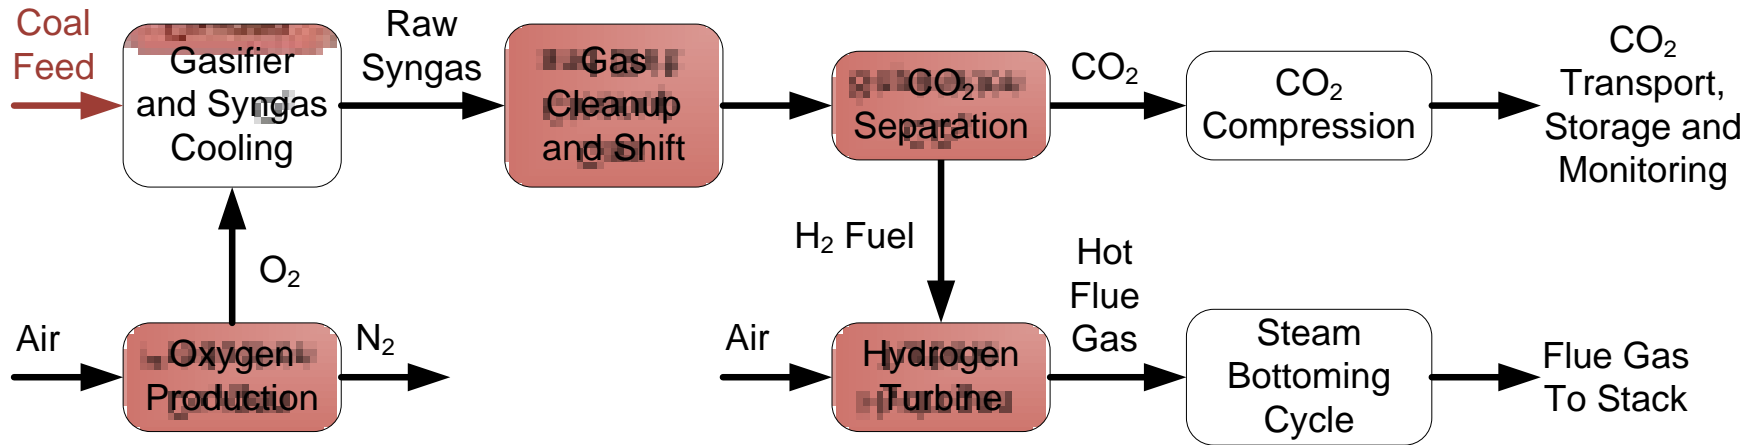 Coal
Feed
Gasifier
and Syngas
Cooling
Raw
Syngas
Gas
Cleanup
and Shift
CO₂
Separation
CO₂
CO₂
Compression
CO₂
Transport,
Storage and
Monitoring
O₂
H₂ Fuel
Air
Oxygen
Production
N₂
Air
Hydrogen
Turbine
Hot
Flue
Gas
Steam
Bottoming
Cycle
Flue Gas
To Stack